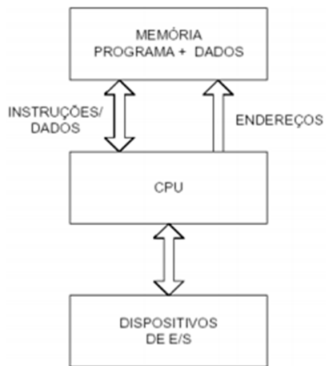 MEMÓRIA
PROGRAMA + DADOS
INSTRUÇÕES/
DADOS
ENDEREÇOS
CPU
DISPOSITIVOS
DE E/S